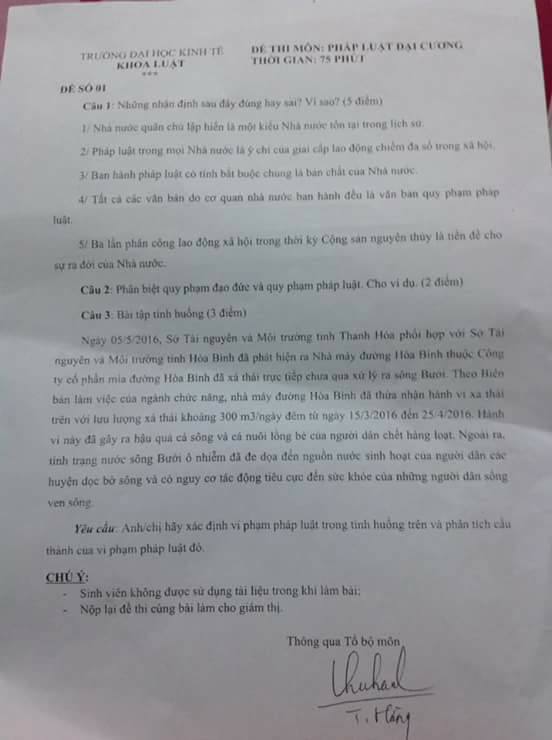 TRƯỜNG ĐẠI HỌC KINH TẾ
KHOA LUẬT
***
ĐỀ THI MÔN: PHÁP LUẬT ĐẠI CƯƠNG
THỜI GIAN: 75 PHÚT
ĐỀ SỐ 01
Câu 1: Những nhận định sau đây đúng hay sai? Vì sao? (5 điểm)
1/ Nhà nước quân chủ lập hiến là một kiểu Nhà nước tồn tại trong lịch sử.
2/ Pháp luật trong mọi Nhà nước là ý chí của giai cấp lao động chiếm đa số trong xã hội.
3/ Ban hành pháp luật có tính bắt buộc chung là bản chất của Nhà nước.
4/ Tất cả các văn bản do cơ quan nhà nước ban hành đều là văn bản quy phạm pháp
luật.
5/ Ba lần phân công lao động xã hội trong thời kỳ Cộng sản nguyên thủy là tiền đề cho
sự ra đời của Nhà nước.
Câu 2: Phân biệt quy phạm đạo đức và quy phạm pháp luật. Cho ví dụ. (2 điểm)
Câu 3: Bài tập tình huống (3 điểm)
Ngày 05/5/2016, Sở Tài nguyên và Môi trường tỉnh Thanh Hóa phối hợp với Sở Tài
nguyên và Môi trường tỉnh Hòa Bình đã phát hiện ra Nhà máy đường Hòa Bình thuộc Công
ty cổ phần mía đường Hòa Bình đã xả thải trực tiếp chưa qua xử lý ra sông Bưởi. Theo Biên
bản làm việc của ngành chức năng, nhà máy đường Hòa Bình đã thừa nhận hành vi xả thải
trên với lưu lượng xả thải khoảng 300 m3/ngày đêm từ ngày 15/3/2016 đến 25/4/2016. Hành
vi này đã gây ra hậu quả cá sông và cá nuôi lồng bè của người dân chết hàng loạt. Ngoài ra,
tình trạng nước sông Bưởi ô nhiễm đã đe dọa đến nguồn nước sinh hoạt của người dân các
huyện dọc bờ sông và có nguy cơ tác động tiêu cực đến sức khỏe của những người dân sống
ven sông.
Yêu cầu: Anh/chị hãy xác định vi phạm pháp luật trong tình huống trên và phân tích cấu
thành của vi phạm pháp luật đó.
CHÚ Ý:
- Sinh viên không được sử dụng tài liệu trong khi làm bài;
- Nộp lại đề thi cùng bài làm cho giám thị.
Thông qua Tổ bộ môn
T. Hằng